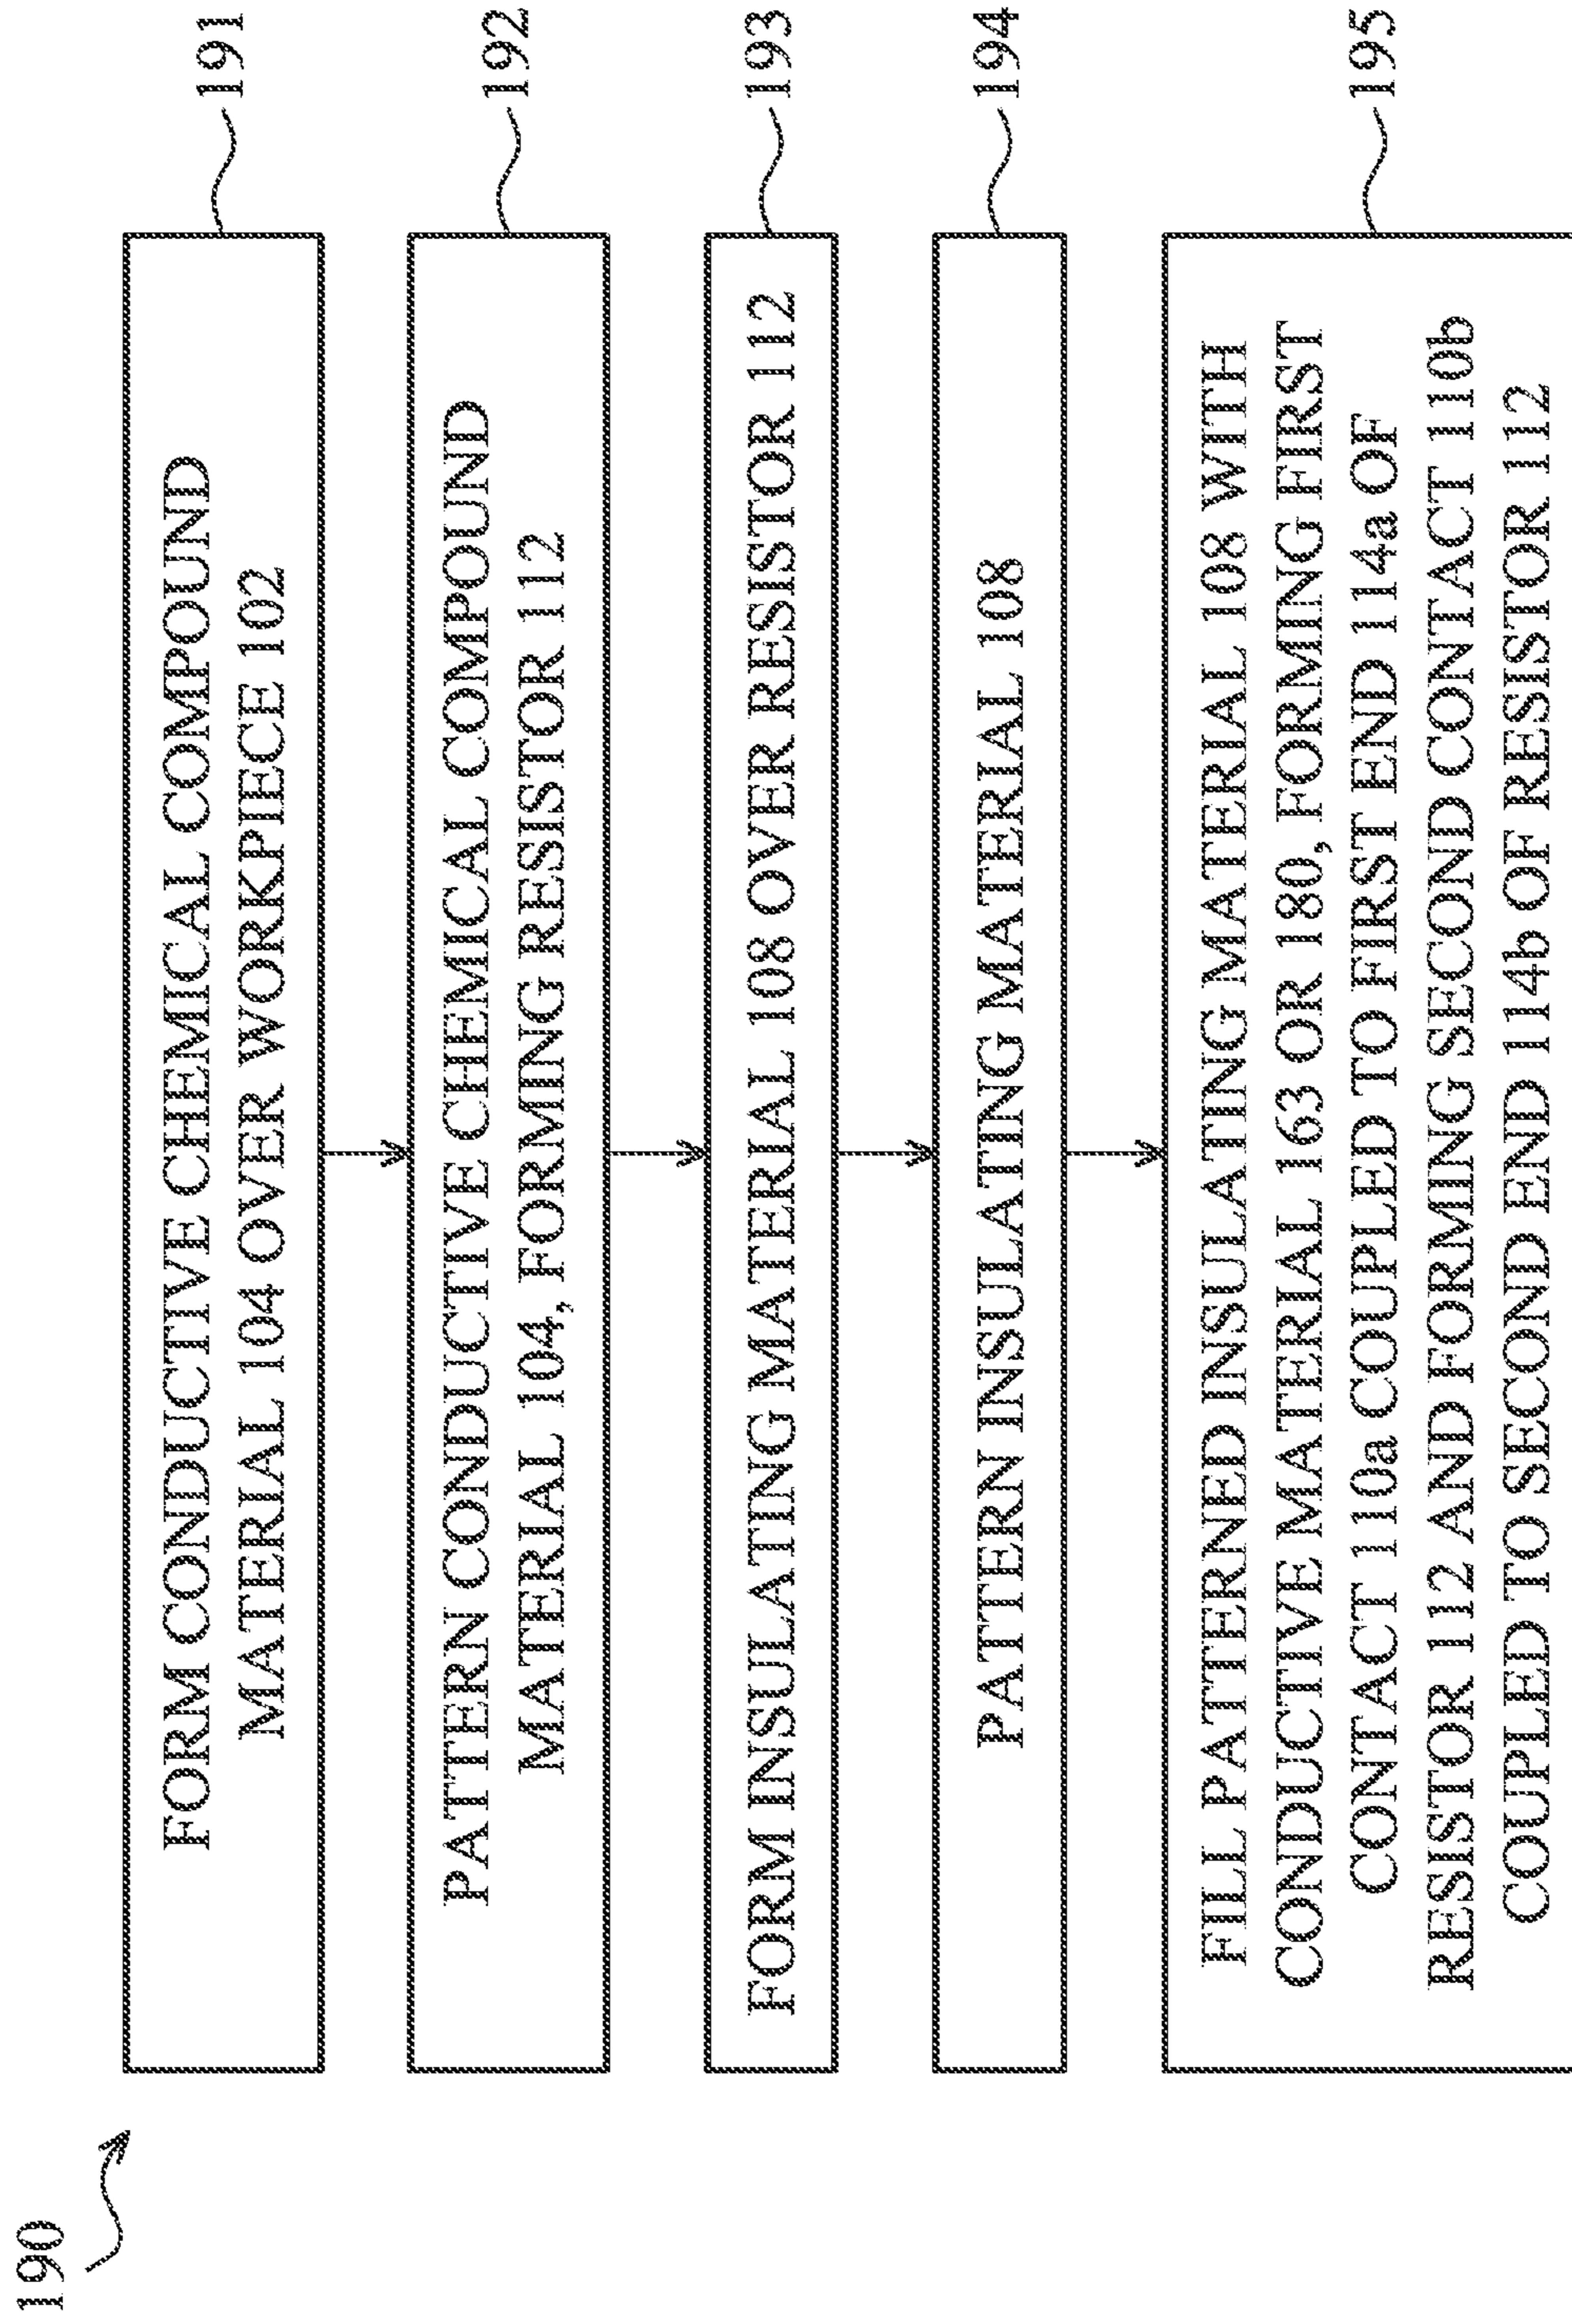 190
FORM CONDUCTIVE CHEMICAL COMPOUND
MATERIAL 104 OVER WORKPIECE 102
191
PATTERN CONDUCTIVE CHEMICAL COMPOUND
MATERIAL 104, FORMING RESISTOR 112
192
FORM INSULATING MATERIAL 108 OVER RESISTOR 112
193
PATTERN INSULATING MATERIAL 108
194
FILL PATTERNED INSULATING MATERIAL 108 WITH
CONDUCTIVE MATERIAL 163 OR 180, FORMING FIRST
CONTACT 110a COUPLED TO FIRST END 114a OF
RESISTOR 112 AND FORMING SECOND CONTACT 110b
COUPLED TO SECOND END 114b OF RESISTOR 112
195